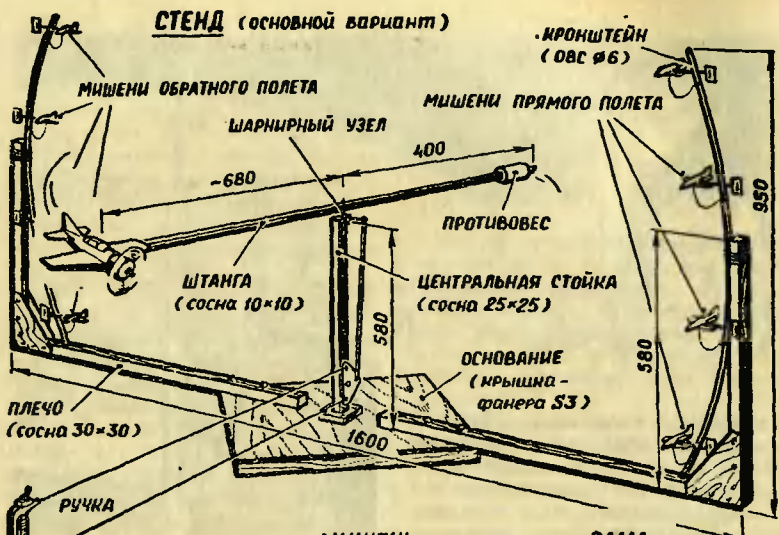 СТЕНД (основной вариант)
КРОНШТЕЙН
(ОВС ⌀6)
МИШЕНИ ОБРАТНОГО ПОЛЕТА
МИШЕНИ ПРЯМОГО ПОЛЕТА
ШАРНИРНЫЙ УЗЕЛ
~680
400
950
ПРОТИВОВЕС
ШТАНГА
(сосна 10×10)
ЦЕНТРАЛЬНАЯ СТОЙКА
(сосна 25×25)
580
580
ОСНОВАНИЕ
(крышка -
фанера S3)
ПЛЕЧО
(сосна 30×30)
1600
РУЧКА